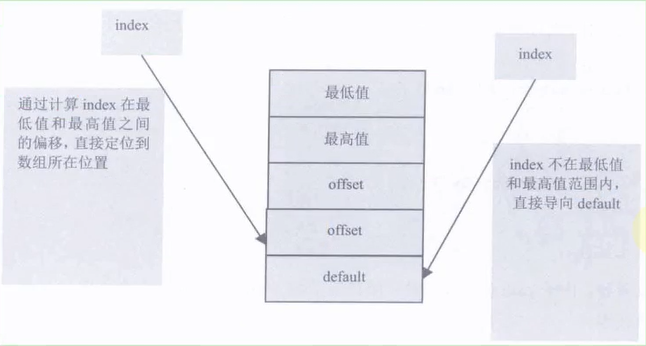 index
通过计算 index 在最
低值和最高值之间
的偏移，直接定位到
数组所在位置
最低值
最高值
offset
offset
default
index
index 不在最低值
和最高值范围内，
直接导向 default